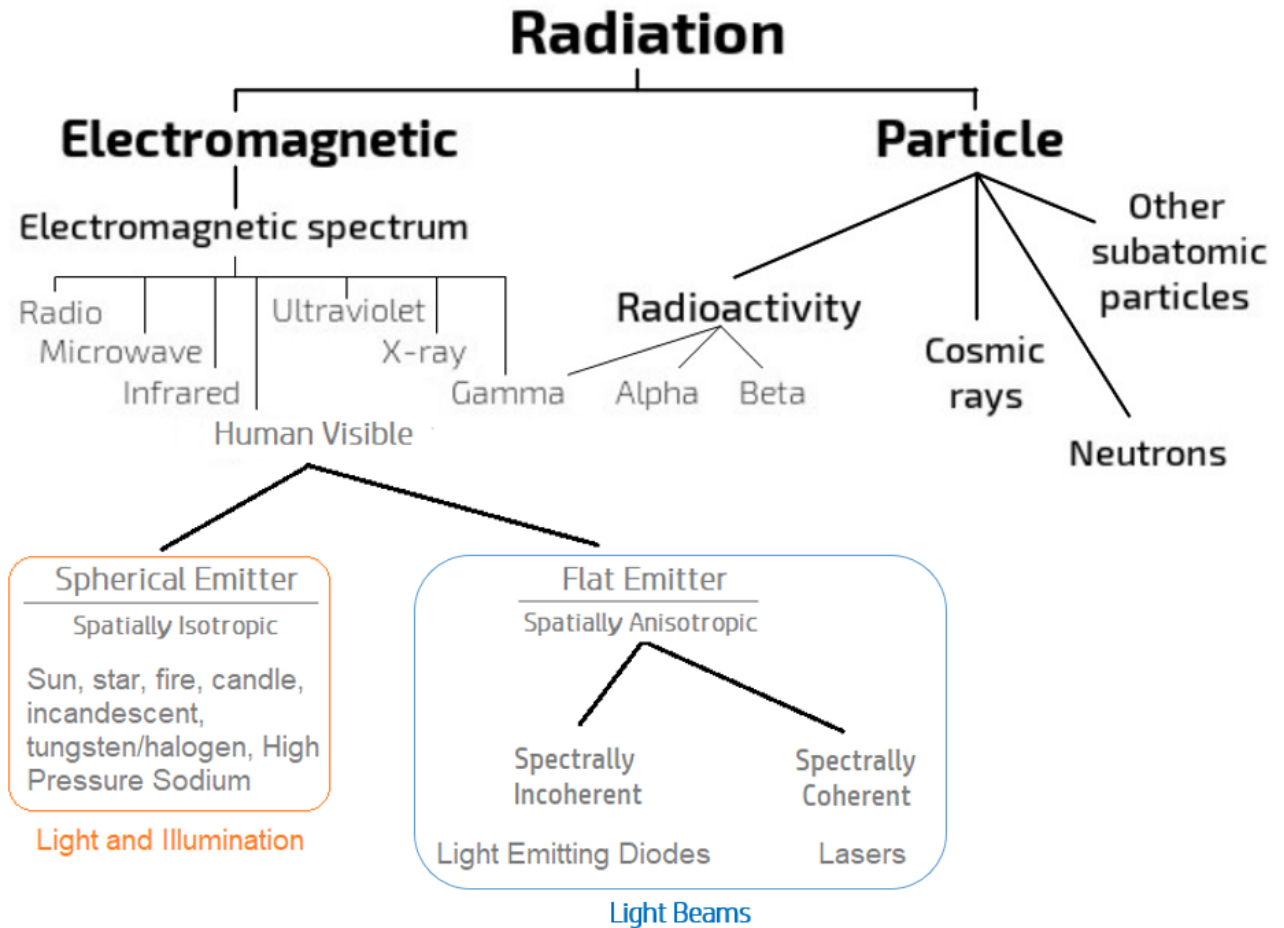 Radiation
Electromagnetic
Particle
Electromagnetic spectrum
Radio
Microwave
Infrared
Human Visible
Ultraviolet
X-ray
Gamma
Radioactivity
Alpha
Beta
Cosmic
rays
Neutrons
Other
subatomic
particles
Spherical Emitter
Spatially Isotropic
Sun, star, fire, candle,
incandescent,
tungsten/halogen, High
Pressure Sodium
Light and Illumination
Flat Emitter
Spatially Anisotropic
Spectrally
Incoherent
Light Emitting Diodes
Spectrally
Coherent
Lasers
Light Beams